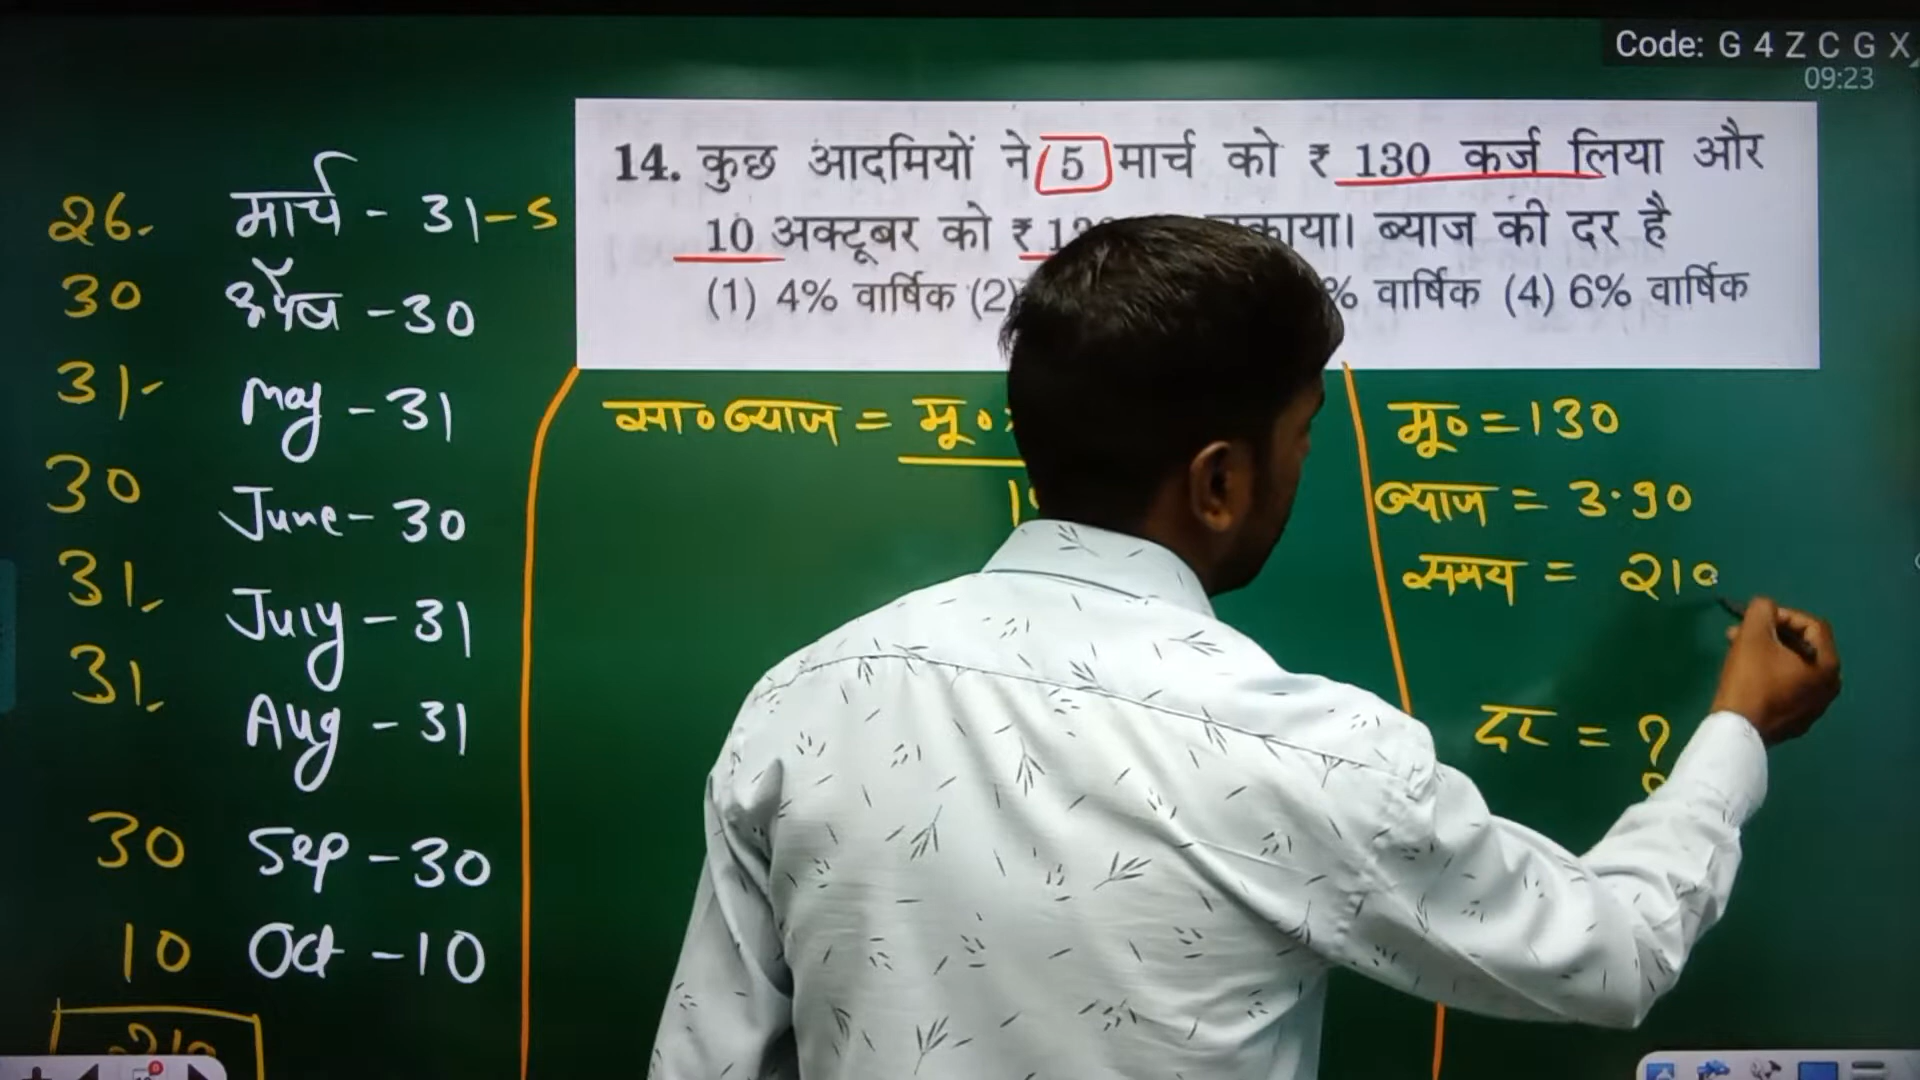 Code: G 4 Z C G X
09:23
14. कुछ आदमियों ने 5 मार्च को ₹ 130 कर्ज लिया और
10 अक्टूबर को ₹ ब्याज की दर है
(1) 4% वार्षिक (2) % वार्षिक (4) 6% वार्षिक
26. मार्च - 31-5
30 - 30
31- May - 31
30 June - 30
31. July - 31
31. Aug - 31
30 Sep - 30
10 Oct - 10
सा० ब्याज = मू०
मू० = 130
ब्याज = 3.90
समय = 210
दर = ?